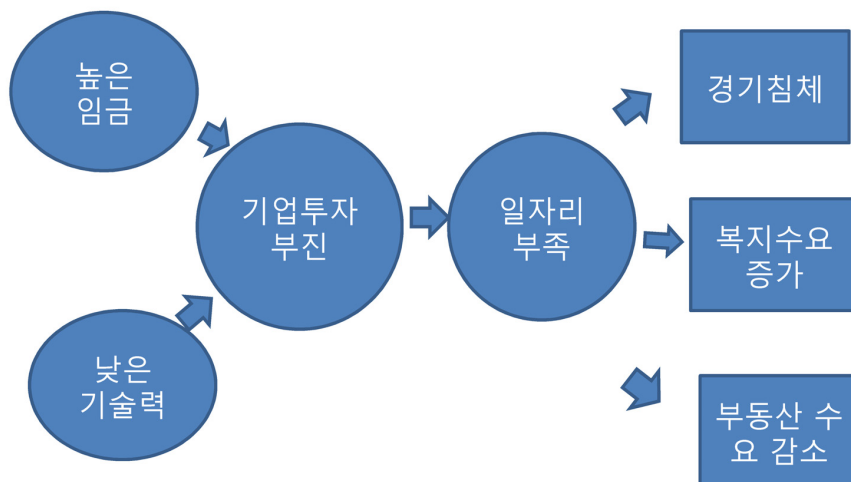 높은
임금
낮은
기술력
기업투자
부진
일자리
부족
경기침체
복지수요
증가
부동산 수
요 감소